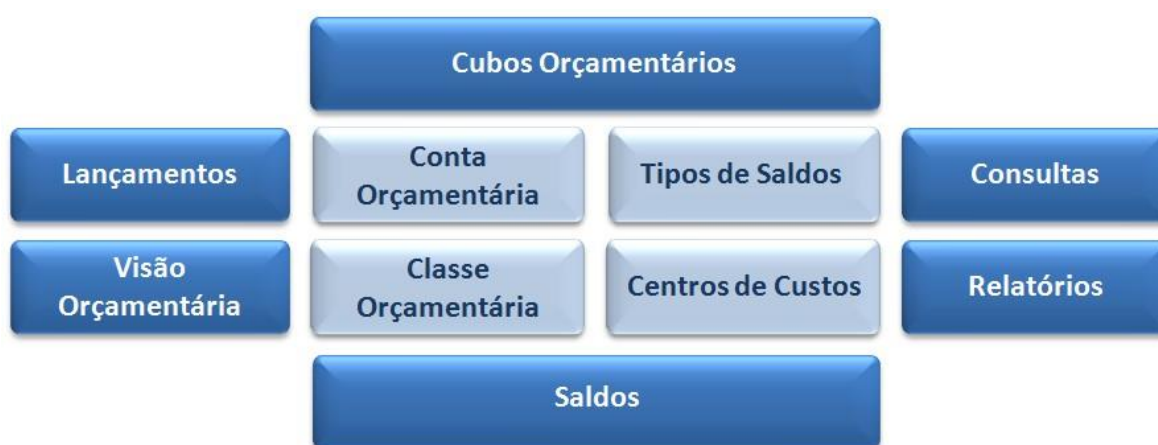 Cubos Orçamentários
Lançamentos
Conta
Orçamentária
Tipos de Saldos
Consultas
Visão
Orçamentária
Classe
Orçamentária
Centros de Custos
Relatórios
Saldos